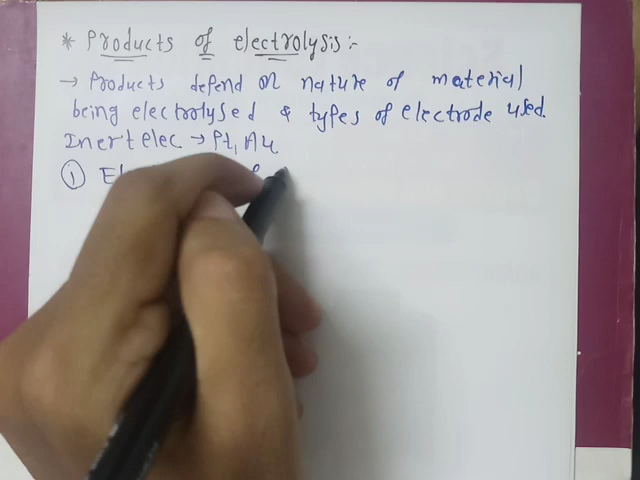 * Products of electrolysis :-
→ Products depend on nature of material
being electrolysed & types of electrode used.
Inert elec → Pt, Au
① El